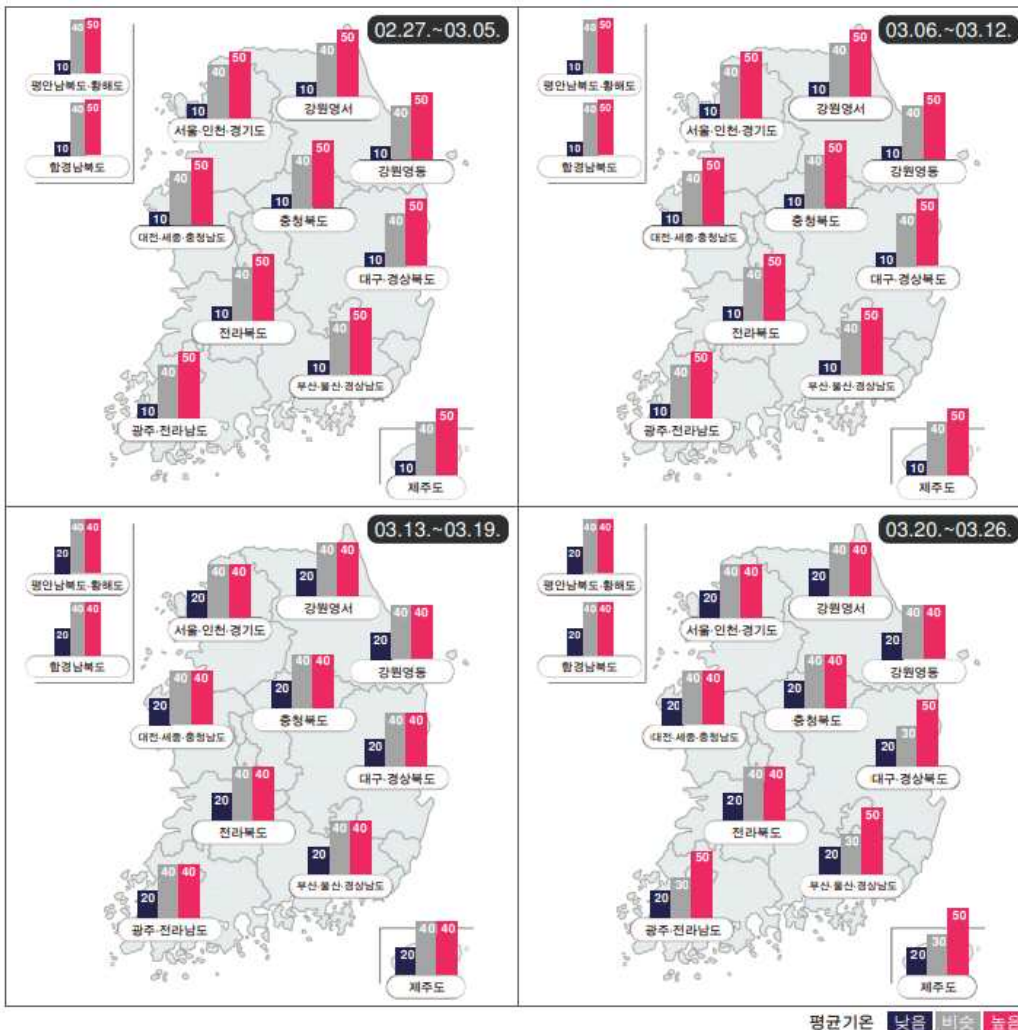 02.27.~03.05.
10 40 50
평안남북도·황해도
10 40 50
함경남북도
10 40 50
서울·인천·경기도
10 40 50
강원영서
10 40 50
강원영동
10 40 50
대전·세종·충청남도
10 40 50
충청북도
10 40 50
대구·경상북도
10 40 50
전라북도
10 40 50
부산·울산·경상남도
10 40 50
광주·전라남도
10 40 50
제주도
03.06.~03.12.
10 40 50
평안남북도·황해도
10 40 50
함경남북도
10 40 50
서울·인천·경기도
10 40 50
강원영서
10 40 50
강원영동
10 40 50
대전·세종·충청남도
10 40 50
충청북도
10 40 50
대구·경상북도
10 40 50
전라북도
10 40 50
부산·울산·경상남도
10 40 50
광주·전라남도
10 40 50
제주도
03.13.~03.19.
20 40 40
평안남북도·황해도
20 40 40
함경남북도
20 40 40
서울·인천·경기도
20 40 40
강원영서
20 40 40
강원영동
20 40 40
대전·세종·충청남도
20 40 40
충청북도
20 40 40
대구·경상북도
20 40 40
전라북도
20 40 40
부산·울산·경상남도
20 40 40
광주·전라남도
20 40 40
제주도
03.20.~03.26.
20 40 40
평안남북도·황해도
20 40 40
함경남북도
20 40 40
서울·인천·경기도
20 40 40
강원영서
20 40 40
강원영동
20 40 40
대전·세종·충청남도
20 40 40
충청북도
20 30 50
대구·경상북도
20 40 40
전라북도
20 30 50
부산·울산·경상남도
20 30 50
광주·전라남도
20 30 50
제주도
평균기온 낮음 비슷 높음